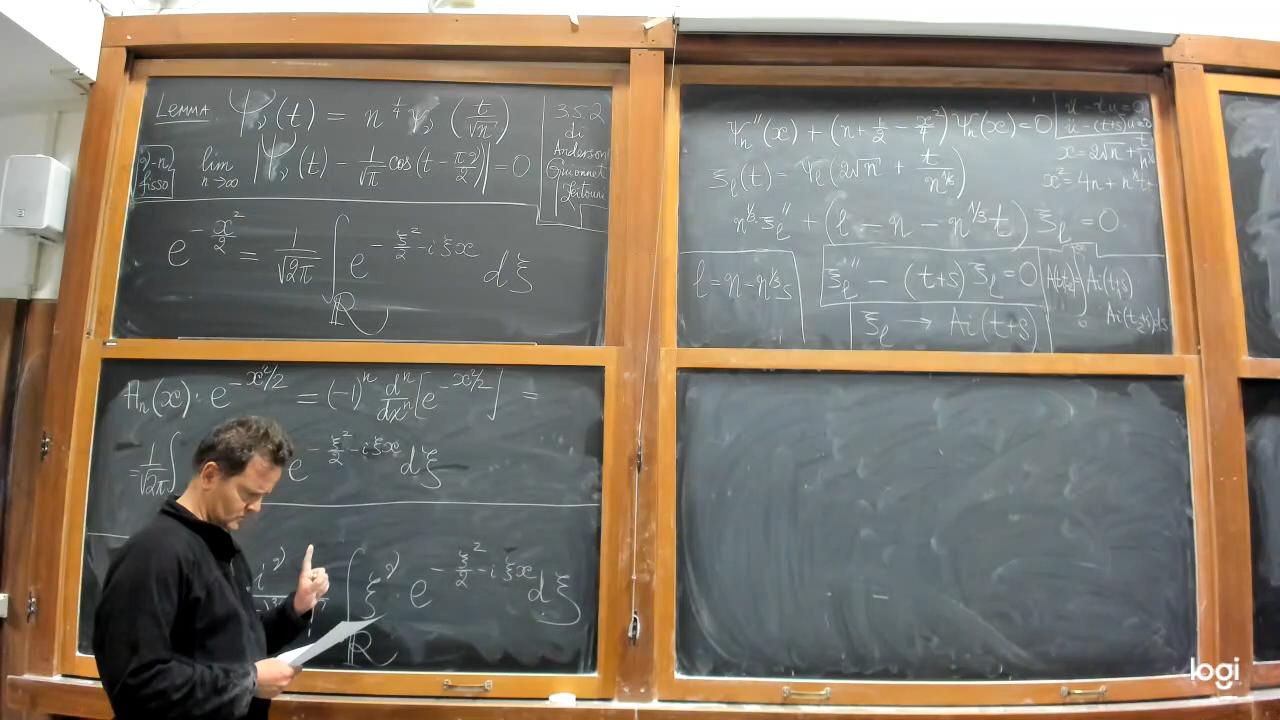 LEMMA Ψ_ν(t) = n^{1/4} ψ_ν (t/√n)
ν-n fisso lim_{n→∞} |Ψ_ν(t) - 1/√π cos(t - πν/2)| = 0
3.5.2
di
Anderson
Guionnet
Zeitouni
e^{-x²/2} = 1/√(2π) ∫_ℝ e^{-ξ²/2 - iξx} dξ
H_n(x) · e^{-x²/2} = (-1)^n d^n/dx^n [e^{-x²/2}] =
= 1/√(2π) ∫ e^{-ξ²/2 - iξx} dξ
i^ν ∫_ℝ ξ^ν · e^{-ξ²/2 - iξx} dξ
ψ_n''(x) + (n + 1/2 - x²/4) ψ_n(x) = 0
ü - tu = 0
ü - (t+s)u = 0
x = 2√n + t/n^{1/6}
ξ_l(t) = ψ_l (2√n + t/n^{1/6})
x² = 4n + n^{1/3}t
n^{1/3} ξ_l'' + (l - n - n^{1/3} t) ξ_l = 0
l = n - n^{1/3}s
ξ_l'' - (t+s) ξ_l = 0
ξ_l → Ai(t+s)
Ai(t+s)
logi